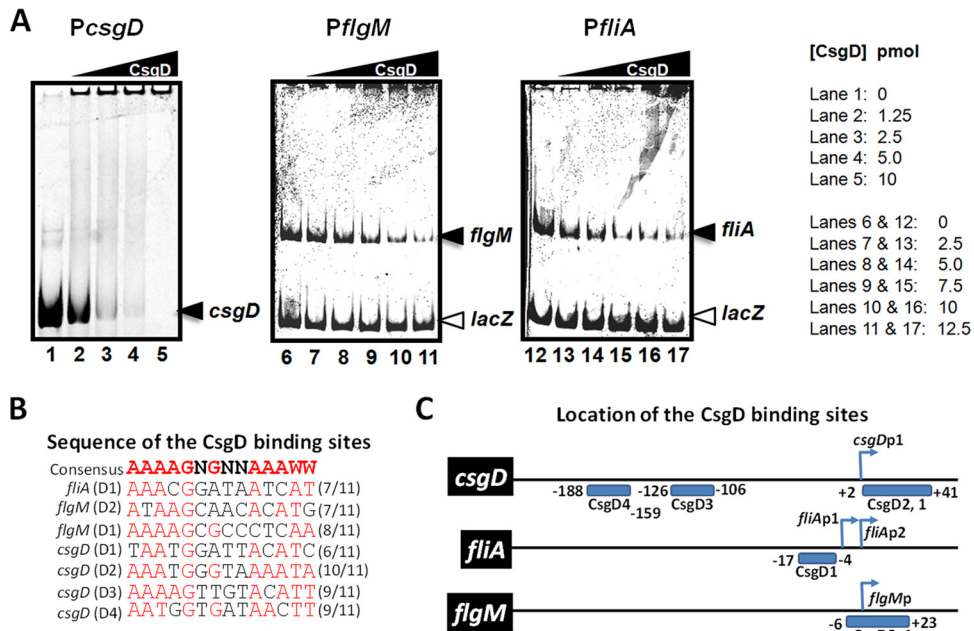 A
PcsgD
PflgM
PfliA
CsgD
CsgD
CsgD
[CsgD] pmol
Lane 1: 0
Lane 2: 1.25
Lane 3: 2.5
Lane 4: 5.0
Lane 5: 10
Lanes 6 & 12: 0
Lanes 7 & 13: 2.5
Lanes 8 & 14: 5.0
Lanes 9 & 15: 7.5
Lanes 10 & 16: 10
Lanes 11 & 17: 12.5
csgD
flgM
lacZ
fliA
lacZ
1 2 3 4 5
6 7 8 9 10 11
12 13 14 15 16 17
B
Sequence of the CsgD binding sites
Consensus AAAAGNGNNAAAWW
fliA (D1) AAACGGATAATCAT (7/11)
flgM (D2) ATAAGCAACACATG (7/11)
flgM (D1) AAAAGCGCCCTCAA (8/11)
csgD (D1) TAATGGATTACATC (6/11)
csgD (D2) AAATGGGTAAAATA (10/11)
csgD (D3) AAAAGTTGTACATT (9/11)
csgD (D4) AATGGTGATAACTT (9/11)
C
Location of the CsgD binding sites
csgD
csgDp1
-188
CsgD4
-159
-126
CsgD3
-106
+2
CsgD2, 1
+41
fliA
fliAp1
fliAp2
-17
CsgD1
-4
flgM
flgMp
-6
+23